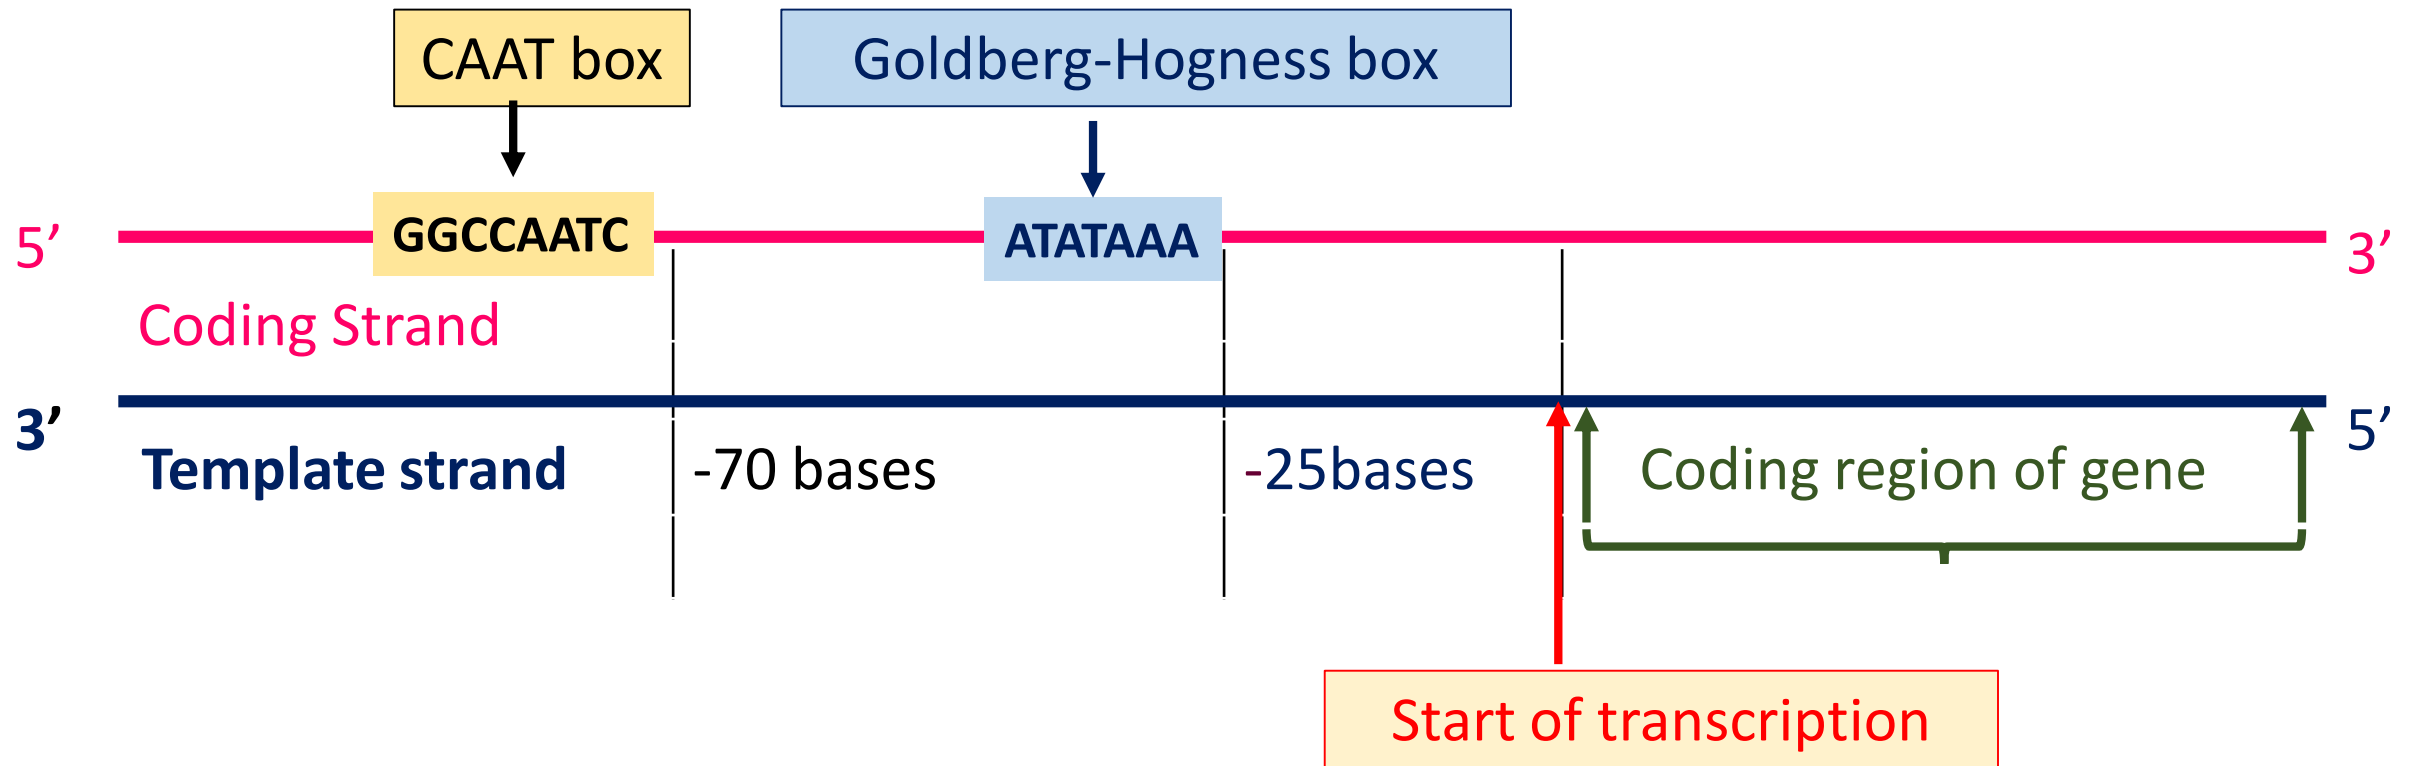 CAAT box
Goldberg-Hogness box
5’
GGCCAATC
ATATAAA
3’
Coding Strand
3’
5’
Template strand
-70 bases
-25bases
Coding region of gene
Start of transcription